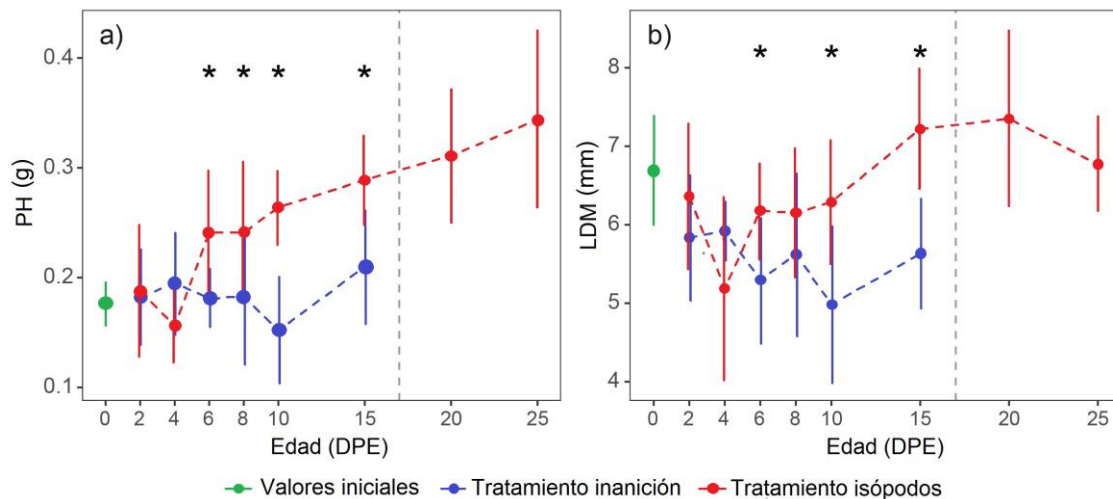 a)
* * * *
PH (g)
0.4
0.3
0.2
0.1
0 2 4 6 8 10 15 20 25
Edad (DPE)
b)
* * *
LDM (mm)
8
7
6
5
4
0 2 4 6 8 10 15 20 25
Edad (DPE)
Valores iniciales Tratamiento inanición Tratamiento isópodos